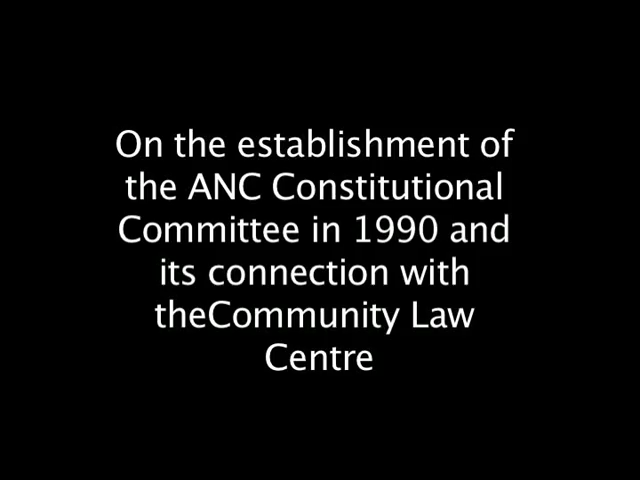 On the establishment of
the ANC Constitutional
Committee in 1990 and
its connection with
theCommunity Law
Centre